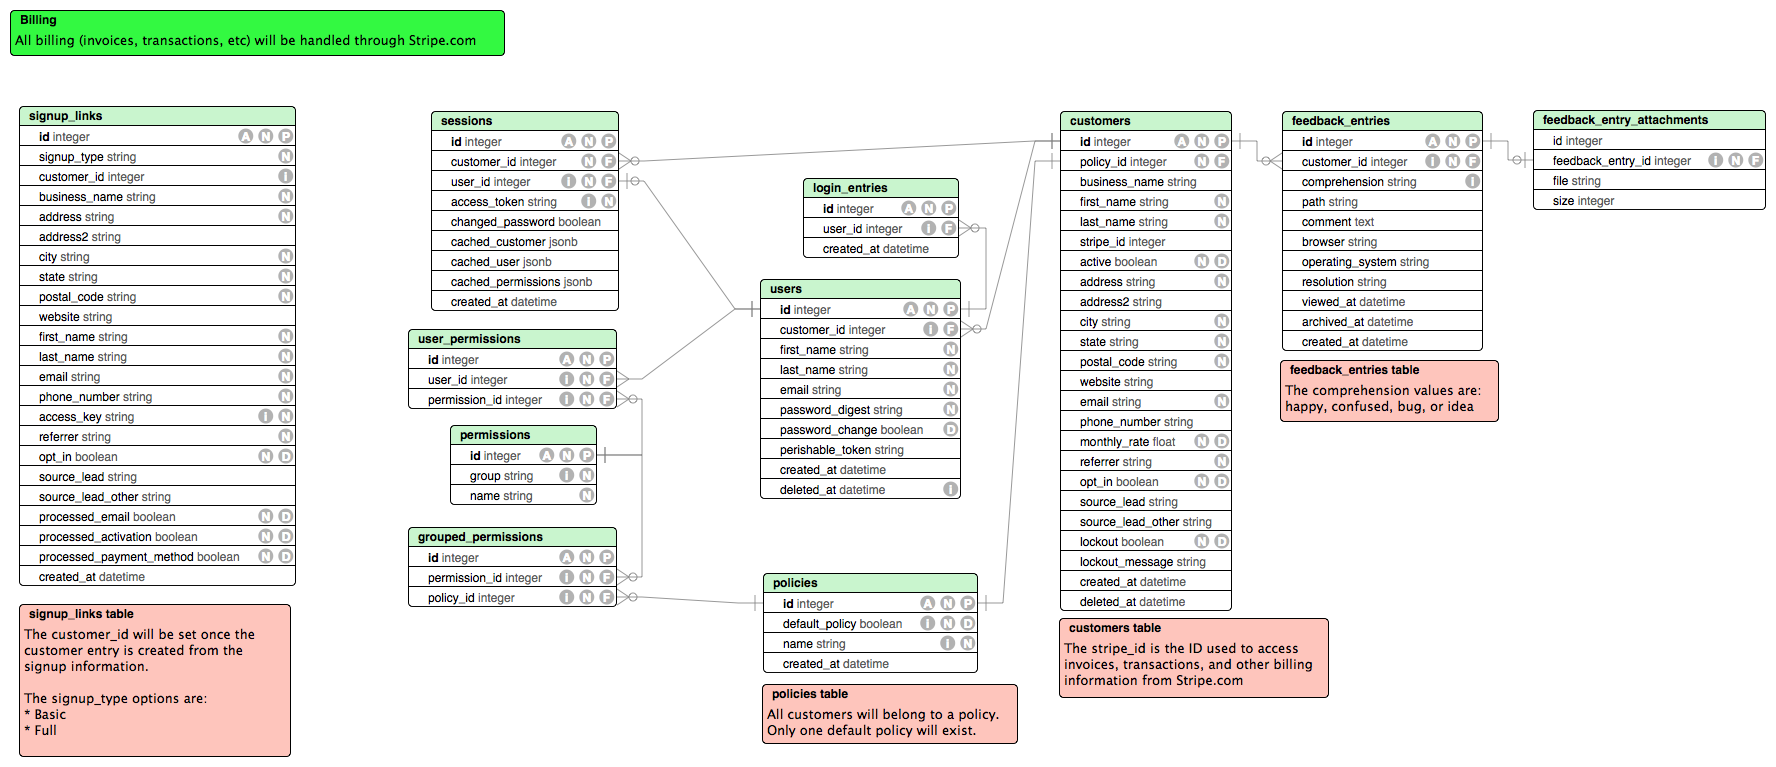 Billing
All billing (invoices, transactions, etc) will be handled through Stripe.com
signup_links
id integer A N P
signup_type string N
customer_id integer I
business_name string N
address string N
address2 string
city string N
state string N
postal_code string N
website string
first_name string N
last_name string N
email string N
phone_number string N
access_key string I N
referrer string N
opt_in boolean N D
source_lead string
source_lead_other string
processed_email boolean N D
processed_activation boolean N D
processed_payment_method boolean N D
created_at datetime
signup_links table
The customer_id will be set once the
customer entry is created from the
signup information.
The signup_type options are:
* Basic
* Full
sessions
id integer A N P
customer_id integer N F
user_id integer I N F
access_token string I N
changed_password boolean
cached_customer jsonb
cached_user jsonb
cached_permissions jsonb
created_at datetime
user_permissions
id integer A N P
user_id integer I N F
permission_id integer I N F
permissions
id integer A N P
group string I N
name string N
grouped_permissions
id integer A N P
permission_id integer I N F
policy_id integer I N F
login_entries
id integer A N P
user_id integer I F
created_at datetime
users
id integer A N P
customer_id integer I F
first_name string N
last_name string N
email string N
password_digest string N
password_change boolean D
perishable_token string
created_at datetime
deleted_at datetime I
policies
id integer A N P
default_policy boolean I N D
name string I N
created_at datetime
policies table
All customers will belong to a policy.
Only one default policy will exist.
customers
id integer A N P
policy_id integer N F
business_name string
first_name string N
last_name string N
stripe_id integer
active boolean N D
address string N
address2 string
city string N
state string N
postal_code string N
website string
email string N
phone_number string
monthly_rate float N D
referrer string N
opt_in boolean N D
source_lead string
source_lead_other string
lockout boolean N D
lockout_message string
created_at datetime
deleted_at datetime
customers table
The stripe_id is the ID used to access
invoices, transactions, and other billing
information from Stripe.com
feedback_entries
id integer A N P
customer_id integer I N F
comprehension string I
path string
comment text
browser string
operating_system string
resolution string
viewed_at datetime
archived_at datetime
created_at datetime
feedback_entries table
The comprehension values are:
happy, confused, bug, or idea
feedback_entry_attachments
id integer
feedback_entry_id integer I N F
file string
size integer